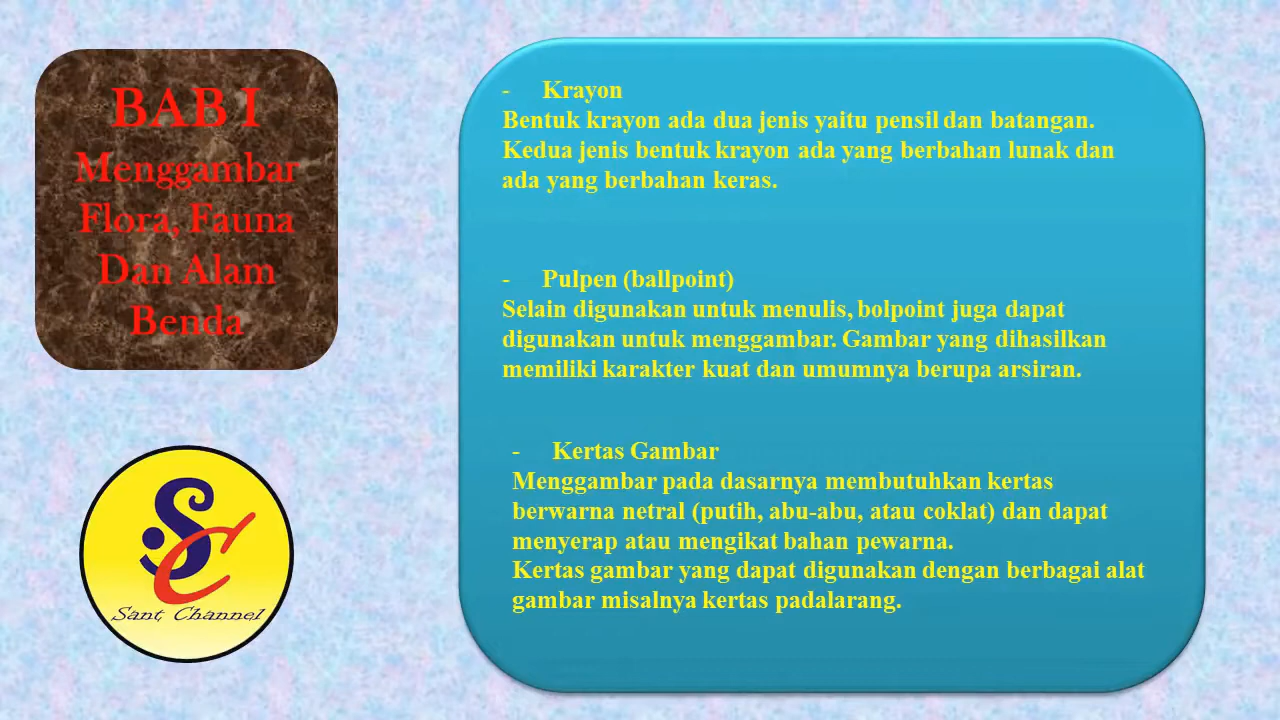 BAB I
Menggambar
Flora, Fauna
Dan Alam
Benda
- Krayon
Bentuk krayon ada dua jenis yaitu pensil dan batangan.
Kedua jenis bentuk krayon ada yang berbahan lunak dan
ada yang berbahan keras.
- Pulpen (ballpoint)
Selain digunakan untuk menulis, bolpoint juga dapat
digunakan untuk menggambar. Gambar yang dihasilkan
memiliki karakter kuat dan umumnya berupa arsiran.
- Kertas Gambar
Menggambar pada dasarnya membutuhkan kertas
berwarna netral (putih, abu-abu, atau coklat) dan dapat
menyerap atau mengikat bahan pewarna.
Kertas gambar yang dapat digunakan dengan berbagai alat
gambar misalnya kertas padalarang.
SC
Sant Channel